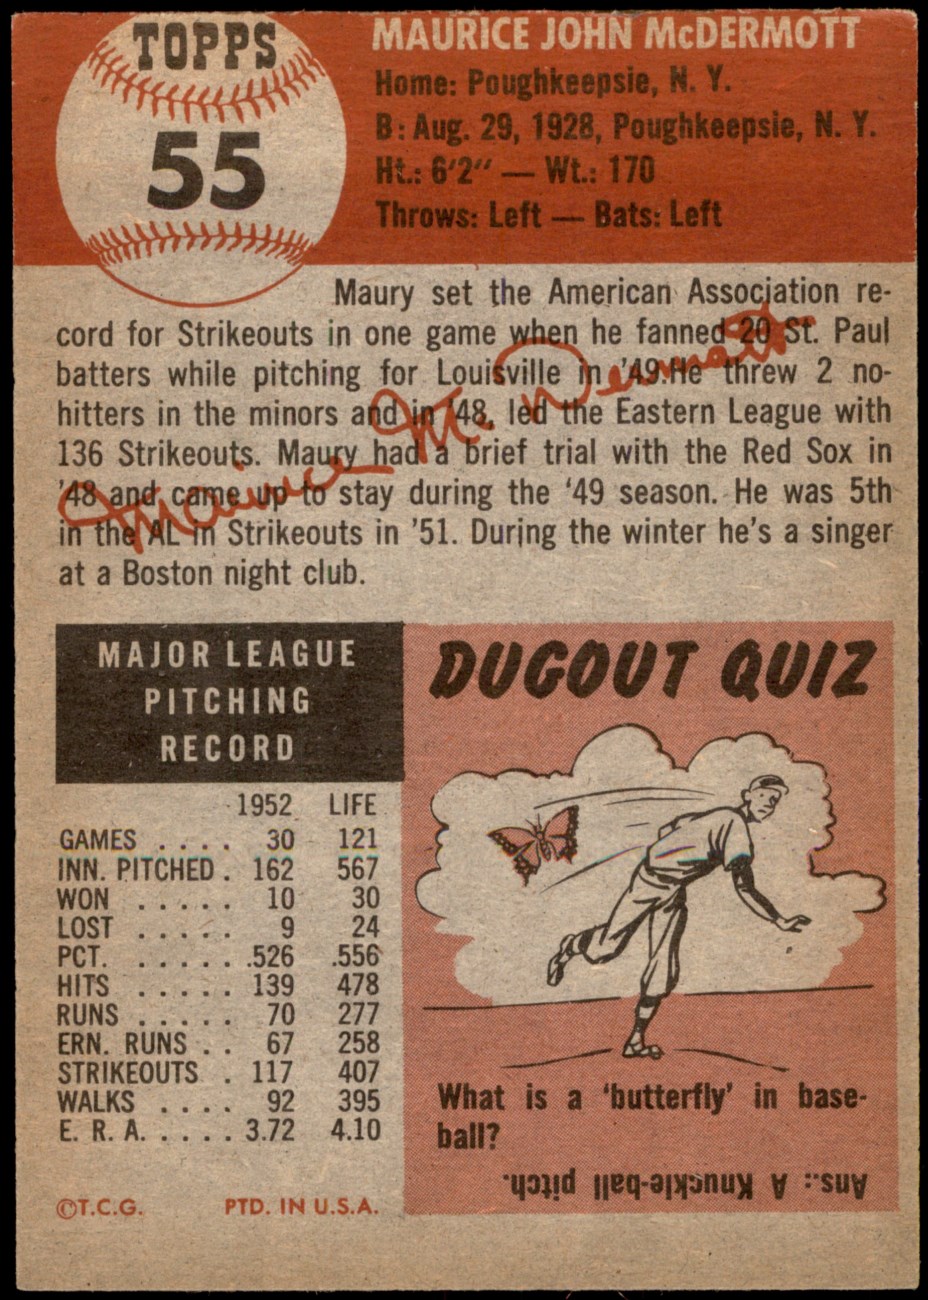 TOPPS
55
MAURICE JOHN McDERMOTT
Home: Poughkeepsie, N. Y.
B: Aug. 29, 1928, Poughkeepsie, N. Y.
Ht.: 6'2" — Wt.: 170
Throws: Left — Bats: Left
Maury set the American Association re-
cord for Strikeouts in one game when he fanned 20 St. Paul
batters while pitching for Louisville in '49.He threw 2 no-
hitters in the minors and in '48, led the Eastern League with
136 Strikeouts. Maury had a brief trial with the Red Sox in
'48 and came up to stay during the '49 season. He was 5th
in the AL in Strikeouts in '51. During the winter he's a singer
at a Boston night club.
Maurice McDermott
MAJOR LEAGUE
PITCHING
RECORD
1952 LIFE
GAMES . . . . 30 121
INN. PITCHED . 162 567
WON . . . . . 10 30
LOST . . . . . 9 24
PCT. . . . . . .526 .556
HITS . . . . . 139 478
RUNS . . . . . 70 277
ERN. RUNS . . 67 258
STRIKEOUTS . 117 407
WALKS . . . . 92 395
E. R. A. . . . . 3.72 4.10
©T.C.G. PTD. IN U.S.A.
DUGOUT QUIZ
What is a 'butterfly' in base-
ball?
Ans.: A Knuckle-ball pitch.